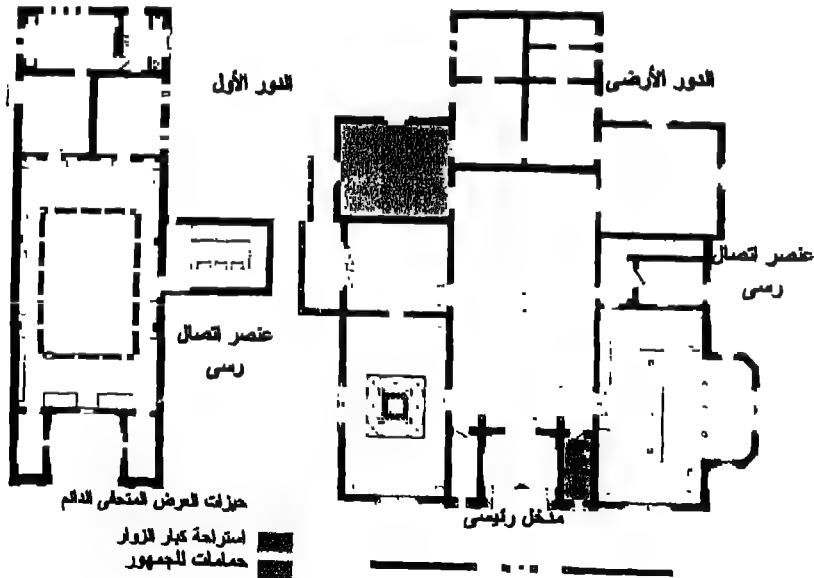 الدور الأول
الدور الأرضى
عنصر اتصال
رسى
عنصر اتصال
رسى
حيزات العرض المتحفى الدائم
مدخل رئيسى
استراحة كبار الزوار
حمامات للجمهور